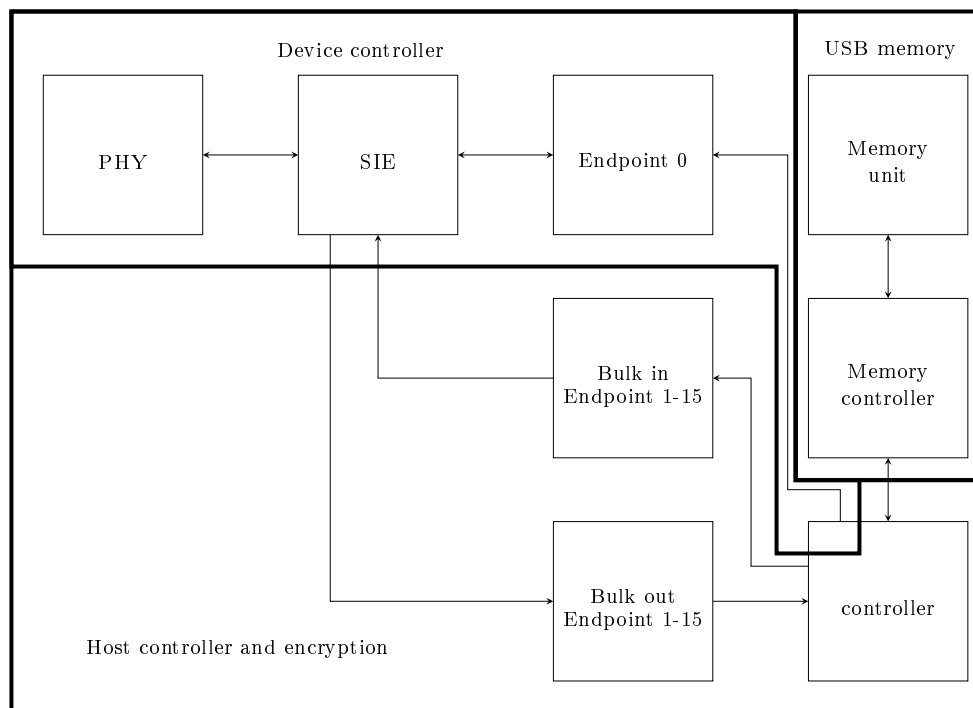 Device controller
USB memory
PHY
SIE
Endpoint 0
Memory
unit
Bulk in
Endpoint 1-15
Memory
controller
Bulk out
Endpoint 1-15
controller
Host controller and encryption